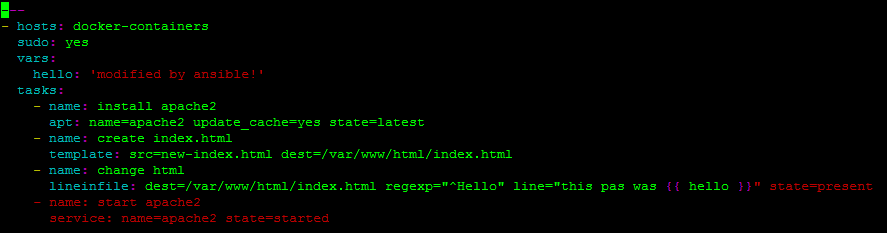 ---
- hosts: docker-containers
  sudo: yes
  vars:
    hello: 'modified by ansible!'
  tasks:
    - name: install apache2
      apt: name=apache2 update_cache=yes state=latest
    - name: create index.html
      template: src=new-index.html dest=/var/www/html/index.html
    - name: change html
      lineinfile: dest=/var/www/html/index.html regexp="^Hello" line="this pas was {{ hello }}" state=present
    - name: start apache2
      service: name=apache2 state=started